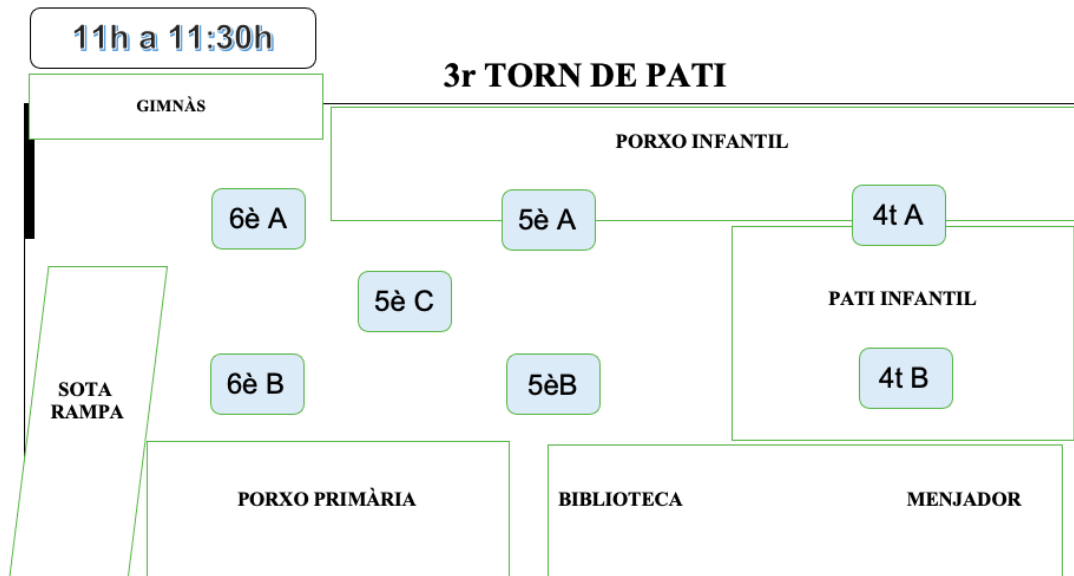 11h a 11:30h
3r TORN DE PATI
GIMNÀS
PORXO INFANTIL
6è A
5è A
4t A
5è C
PATI INFANTIL
6è B
5èB
4t B
SOTA
RAMPA
PORXO PRIMÀRIA
BIBLIOTECA
MENJADOR